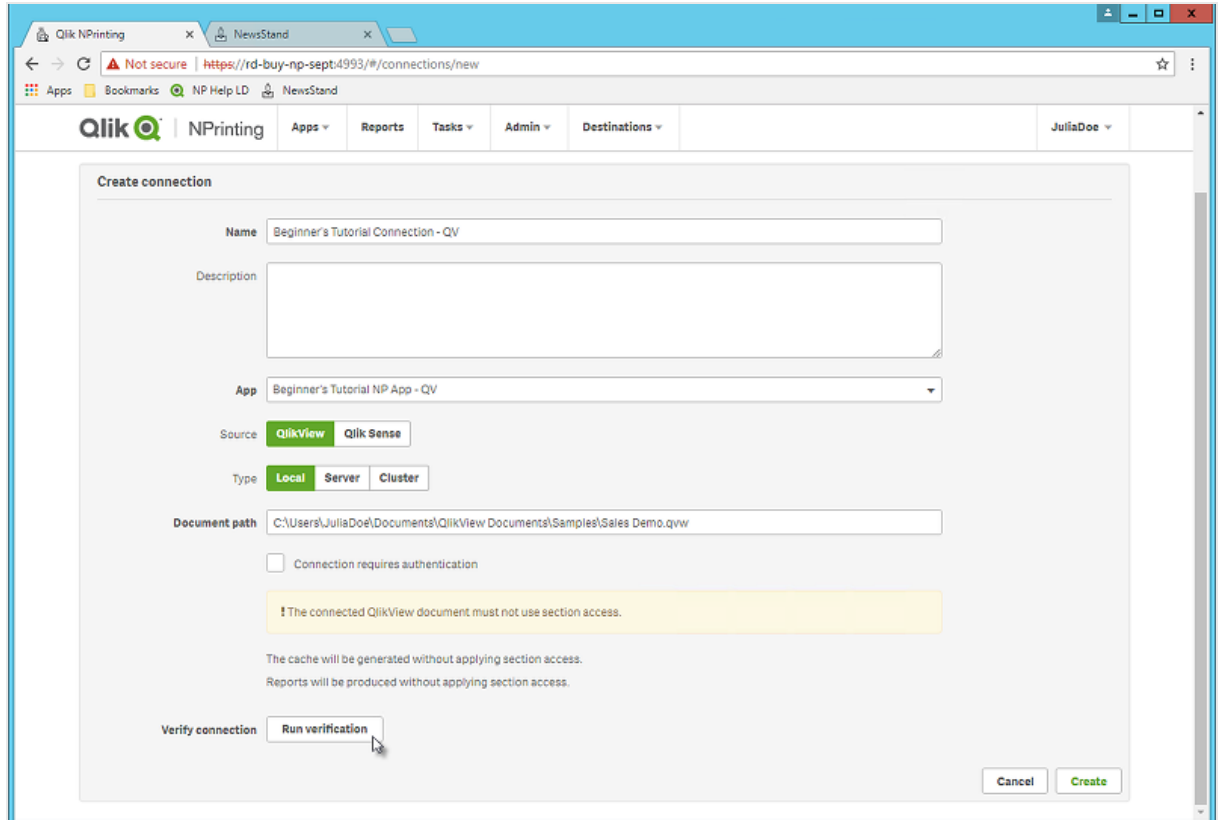 Qlik NPrinting NewsStand
Not secure | https://rd-buy-np-sept:4993/#/connections/new
Apps Bookmarks NP Help LD NewsStand
Qlik NPrinting Apps Reports Tasks Admin Destinations JuliaDoe
Create connection
Name Beginner's Tutorial Connection - QV
Description
App Beginner's Tutorial NP App - QV
Source QlikView Qlik Sense
Type Local Server Cluster
Document path C:\Users\JuliaDoe\Documents\QlikView Documents\Samples\Sales Demo.qvw
Connection requires authentication
! The connected QlikView document must not use section access.
The cache will be generated without applying section access.
Reports will be produced without applying section access.
Verify connection Run verification
Cancel Create